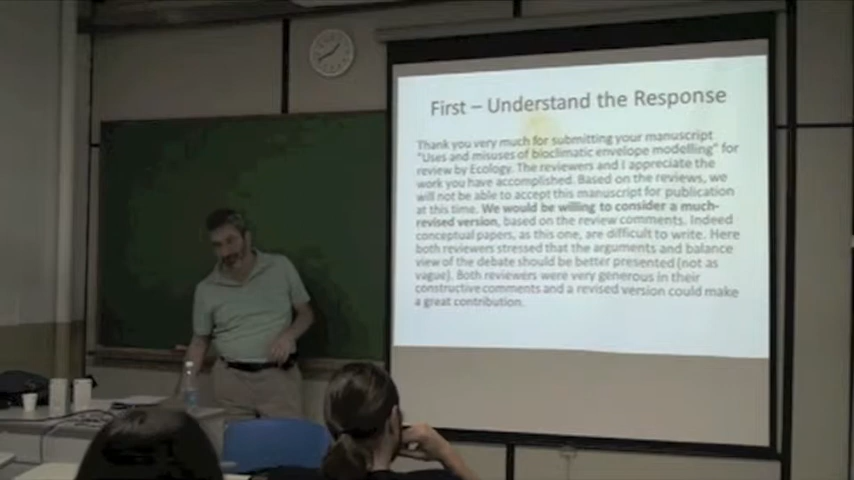 First – Understand the Response
Thank you very much for submitting your manuscript
"Uses and misuses of bioclimatic envelope modelling" for
review by Ecology. The reviewers and I appreciate the
work you have accomplished. Based on the reviews, we
will not be able to accept this manuscript for publication
at this time. We would be willing to consider a much-
revised version, based on the review comments. Indeed
conceptual papers, as this one, are difficult to write. Here
both reviewers stressed that the arguments and balance
view of the debate should be better presented (not as
vague). Both reviewers were very generous in their
constructive comments and a revised version could make
a great contribution.